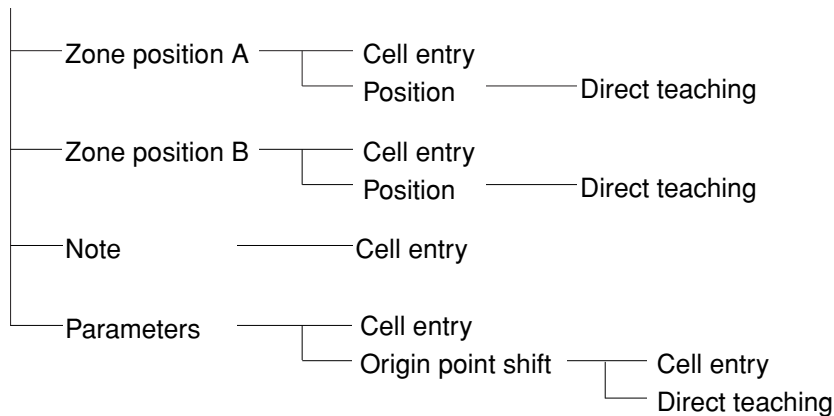 Zone position A Cell entry
Position Direct teaching
Zone position B Cell entry
Position Direct teaching
Note Cell entry
Parameters Cell entry
Origin point shift Cell entry
Direct teaching